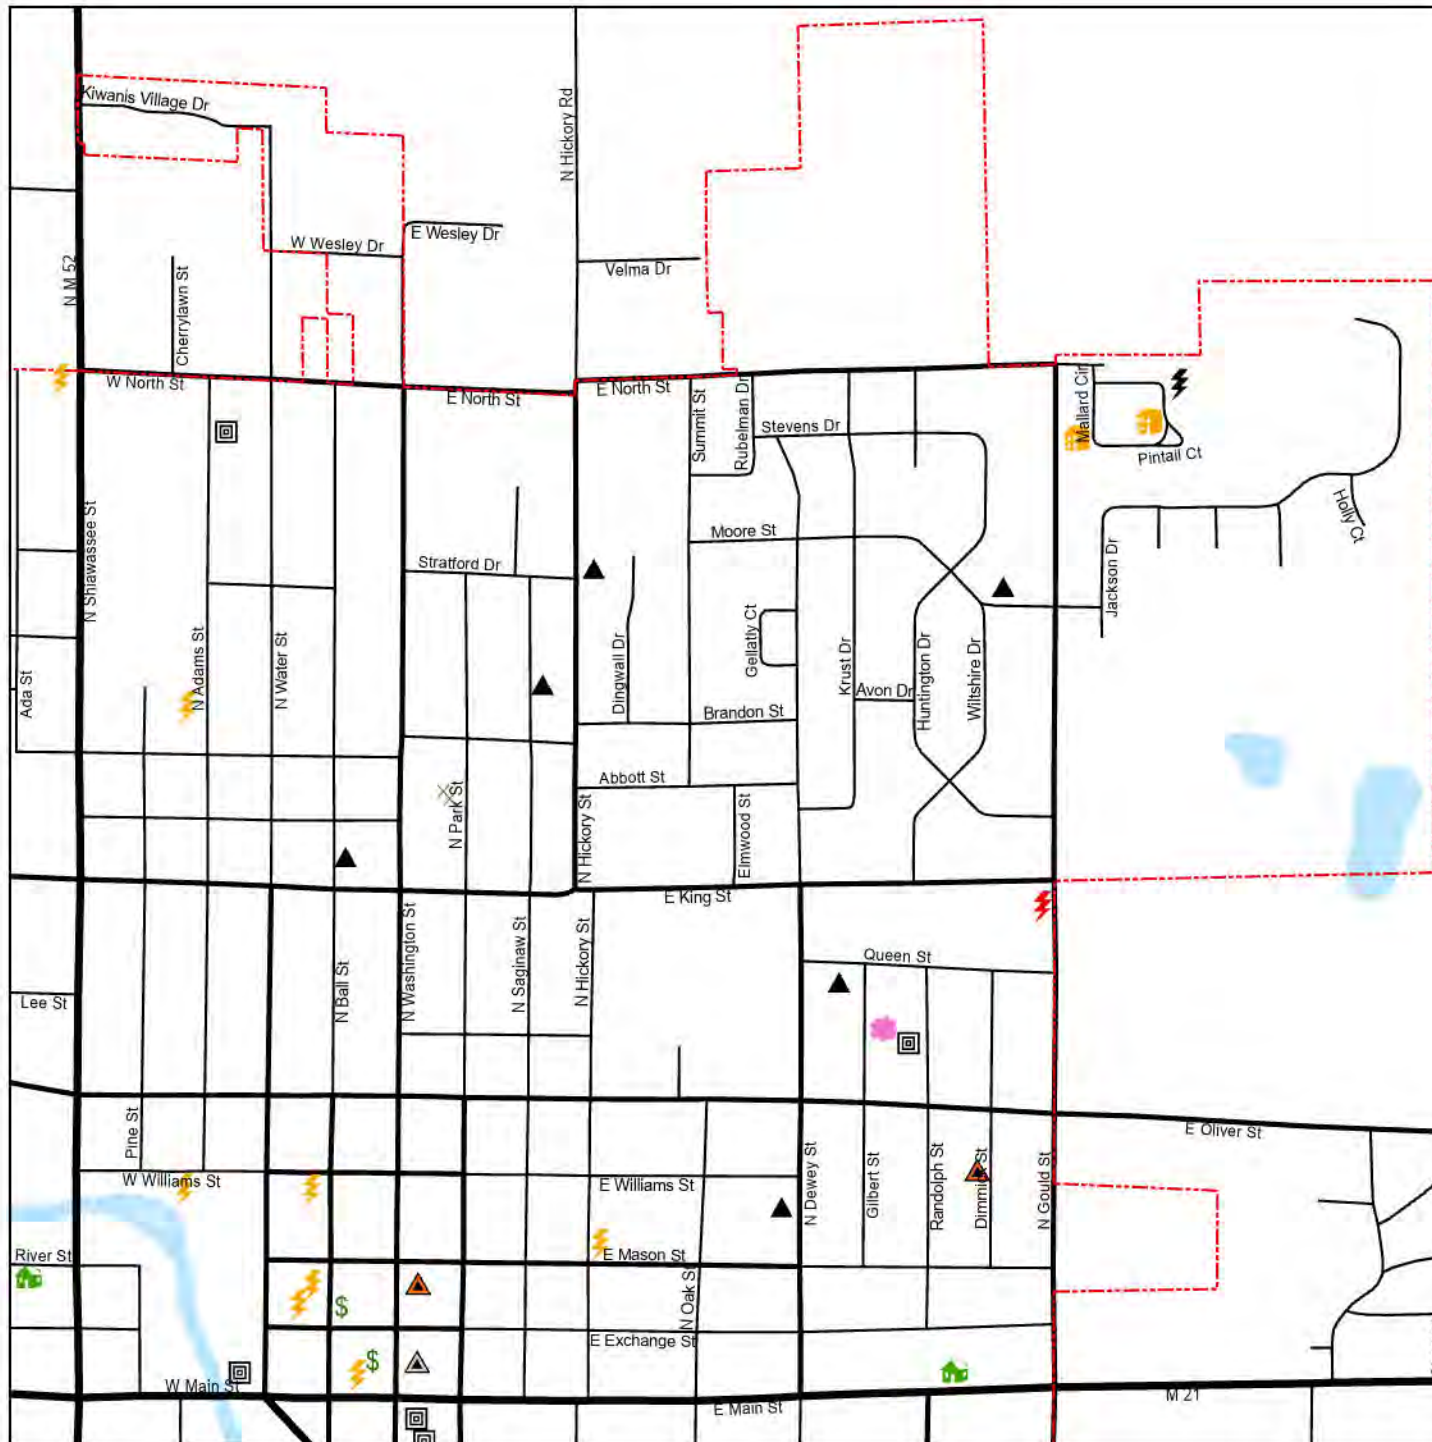 Kiwanis Village Dr
N Hickory Rd
W Wesley Dr
E Wesley Dr
Velma Dr
N M 52
Cherrylawn St
W North St
E North St
E North St
Summit St
Rubelman Dr
Stevens Dr
Mallard Cir
Pintail Ct
Holly Ct
N Shiawassee St
Moore St
Stratford Dr
Jackson Dr
Ada St
N Adams St
N Water St
Dingwall Dr
Gellatly Ct
Krust Dr
Avon Dr
Huntington Dr
Wiltshire Dr
Brandon St
Abbott St
N Park St
N Hickory St
Elmwood St
E King St
Lee St
N Ball St
N Washington St
N Saginaw St
N Hickory St
Queen St
Pine St
W Williams St
E Williams St
N Dewey St
Gilbert St
Randolph St
Dimmick St
N Gould St
E Oliver St
River St
E Mason St
N Oak St
E Exchange St
W Main St
E Main St
M 21
$
$